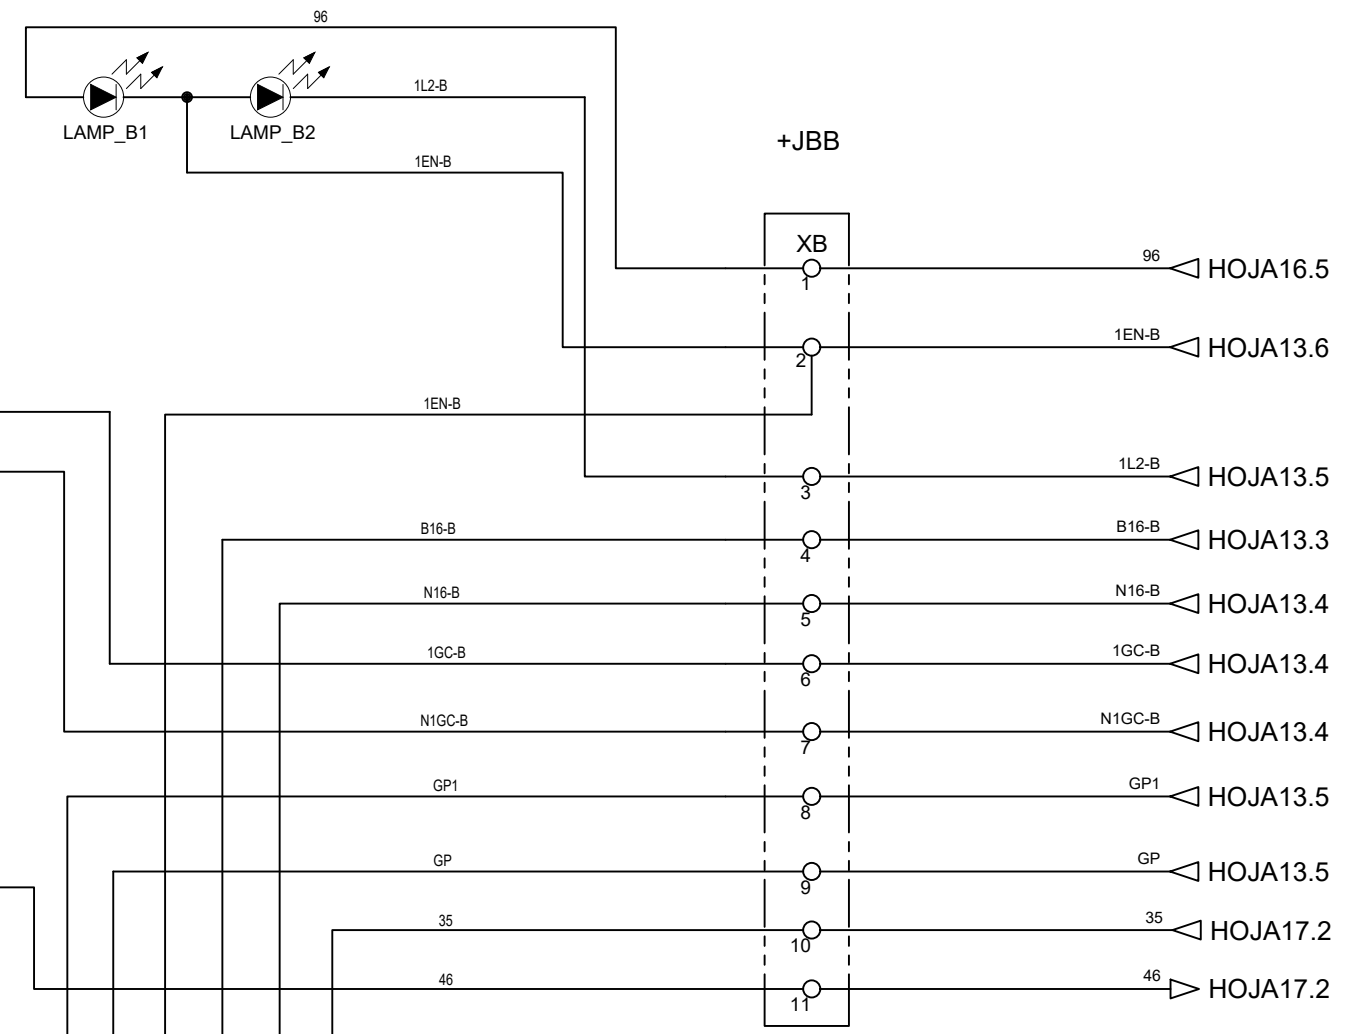 96
1L2-B
LAMP_B1
LAMP_B2
1EN-B
+JBB
XB
1
96
HOJA16.5
2
1EN-B
HOJA13.6
1EN-B
3
1L2-B
HOJA13.5
B16-B
4
B16-B
HOJA13.3
N16-B
5
N16-B
HOJA13.4
1GC-B
6
1GC-B
HOJA13.4
N1GC-B
7
N1GC-B
HOJA13.4
GP1
8
GP1
HOJA13.5
GP
9
GP
HOJA13.5
35
10
35
HOJA17.2
46
11
46
HOJA17.2